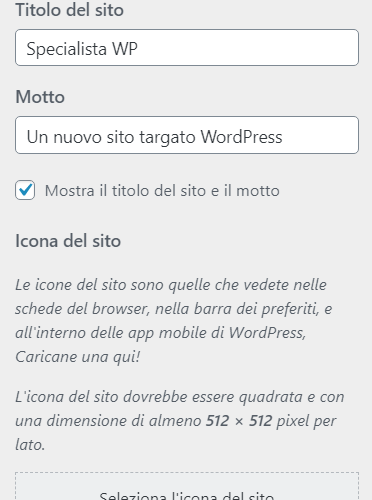 Titolo del sito
Specialista WP
Motto
Un nuovo sito targato WordPress
Mostra il titolo del sito e il motto
Icona del sito
Le icone del sito sono quelle che vedete nelle
schede del browser, nella barra dei preferiti, e
all'interno delle app mobile di WordPress,
Caricane una qui!
L'icona del sito dovrebbe essere quadrata e con
una dimensione di almeno 512 × 512 pixel per
lato.
Seleziona l'icona del sito